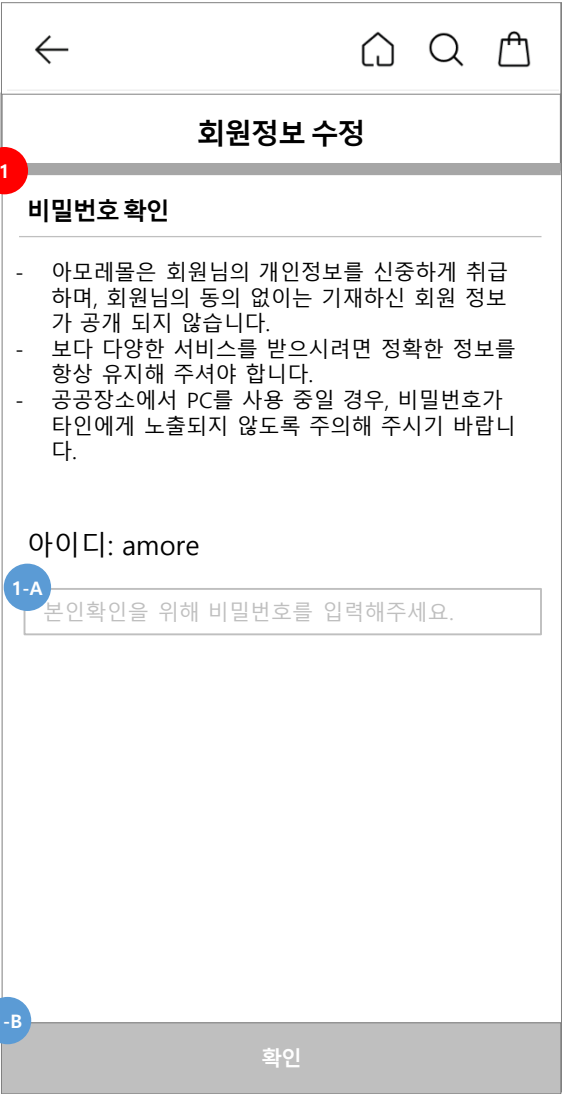 회원정보 수정
1
비밀번호 확인
- 아모레몰은 회원님의 개인정보를 신중하게 취급
하며, 회원님의 동의 없이는 기재하신 회원 정보
가 공개 되지 않습니다.
- 보다 다양한 서비스를 받으시려면 정확한 정보를
항상 유지해 주셔야 합니다.
- 공공장소에서 PC를 사용 중일 경우, 비밀번호가
타인에게 노출되지 않도록 주의해 주시기 바랍니
다.
아이디: amore
1-A
본인확인을 위해 비밀번호를 입력해주세요.
-B
확인